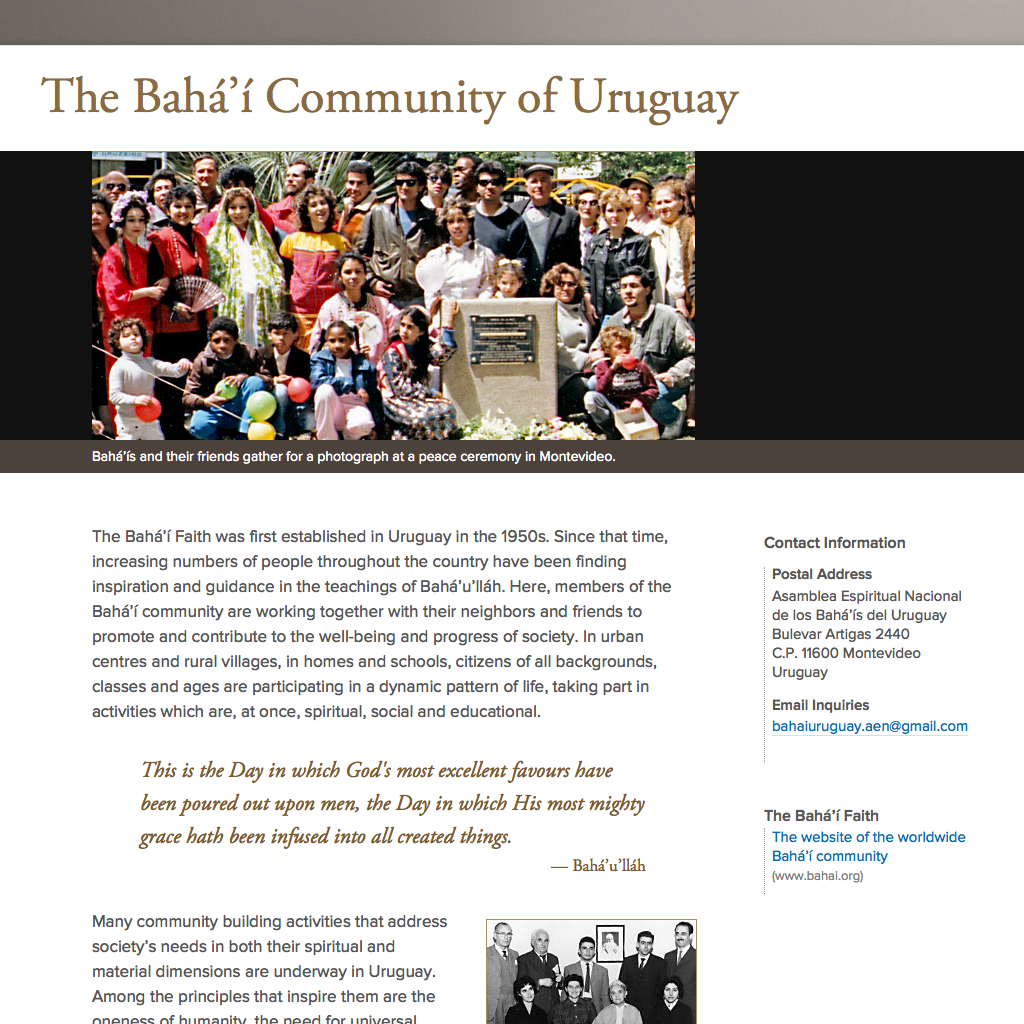 The Bahá’í Community of Uruguay
Bahá’ís and their friends gather for a photograph at a peace ceremony in Montevideo.
The Bahá’í Faith was first established in Uruguay in the 1950s. Since that time,
increasing numbers of people throughout the country have been finding
inspiration and guidance in the teachings of Bahá’u’lláh. Here, members of the
Bahá’í community are working together with their neighbors and friends to
promote and contribute to the well-being and progress of society. In urban
centres and rural villages, in homes and schools, citizens of all backgrounds,
classes and ages are participating in a dynamic pattern of life, taking part in
activities which are, at once, spiritual, social and educational.
This is the Day in which God's most excellent favours have
been poured out upon men, the Day in which His most mighty
grace hath been infused into all created things.
— Bahá’u’lláh
Many community building activities that address
society’s needs in both their spiritual and
material dimensions are underway in Uruguay.
Among the principles that inspire them are the
oneness of humanity, the need for universal
Contact Information
Postal Address
Asamblea Espiritual Nacional
de los Bahá’ís del Uruguay
Bulevar Artigas 2440
C.P. 11600 Montevideo
Uruguay
Email Inquiries
bahaiuruguay.aen@gmail.com
The Bahá’í Faith
The website of the worldwide
Bahá’í community
(www.bahai.org)